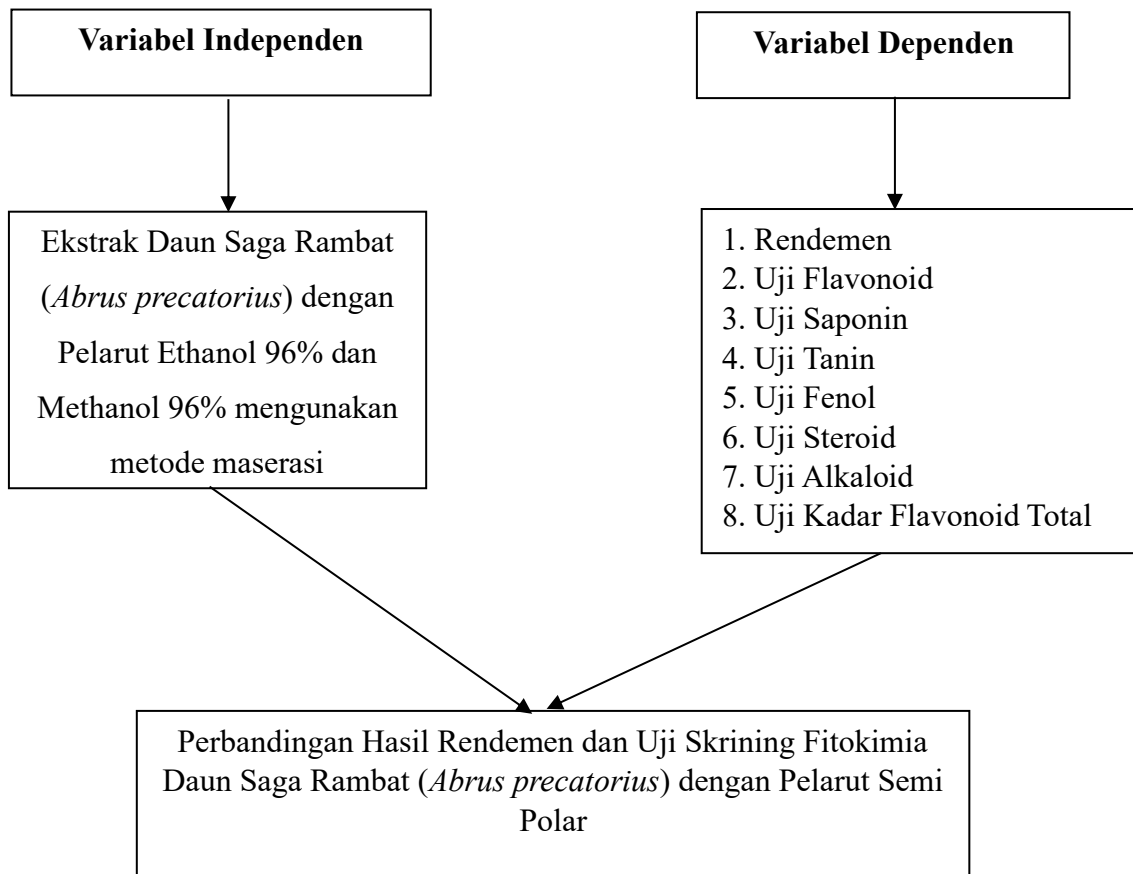 Variabel Independen
Ekstrak Daun Saga Rambat
(Abrus precatorius) dengan
Pelarut Ethanol 96% dan
Methanol 96% mengunakan
metode maserasi
Variabel Dependen
1. Rendemen
2. Uji Flavonoid
3. Uji Saponin
4. Uji Tanin
5. Uji Fenol
6. Uji Steroid
7. Uji Alkaloid
8. Uji Kadar Flavonoid Total
Perbandingan Hasil Rendemen dan Uji Skrining Fitokimia
Daun Saga Rambat (Abrus precatorius) dengan Pelarut Semi
Polar